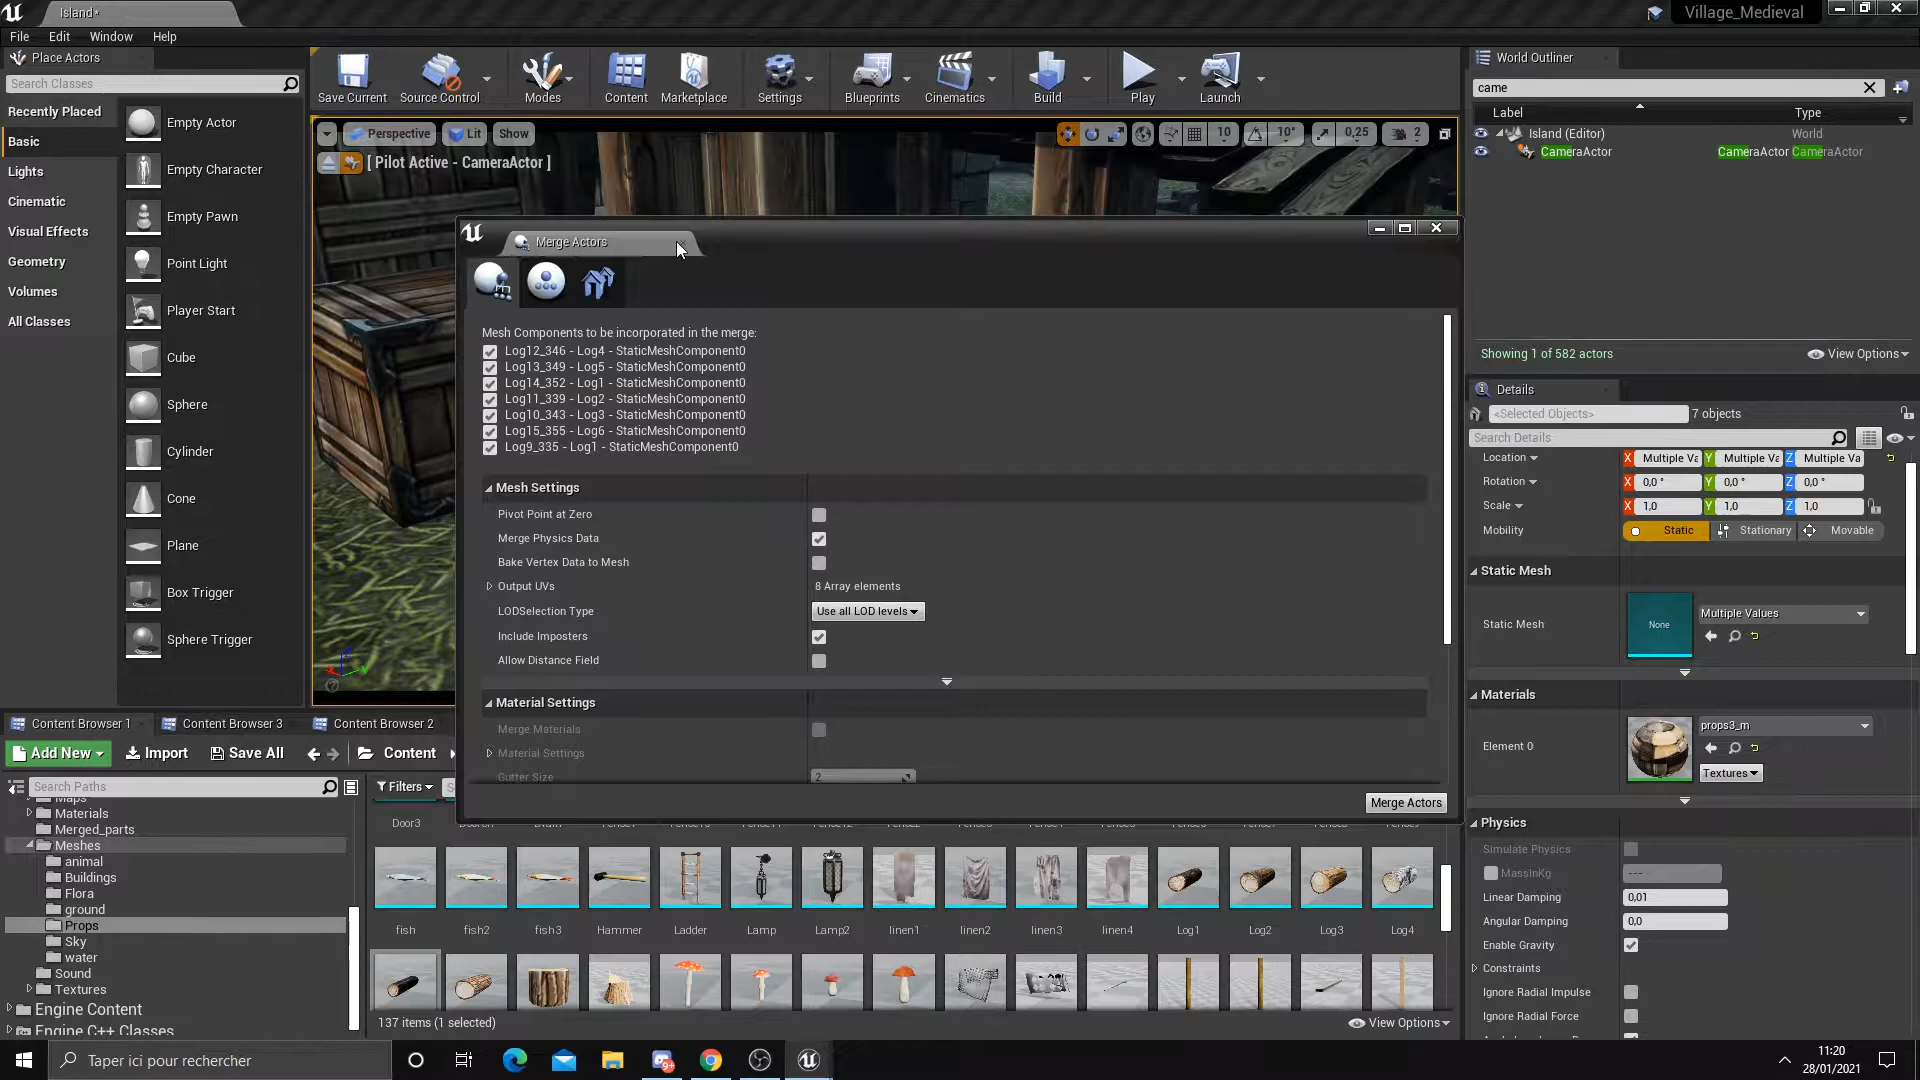 Island*
Village_Medieval
File Edit Window Help
Place Actors
Search Classes
Recently Placed
Basic
Lights
Cinematic
Visual Effects
Geometry
Volumes
All Classes
Empty Actor
Empty Character
Empty Pawn
Point Light
Player Start
Cube
Sphere
Cylinder
Cone
Plane
Box Trigger
Sphere Trigger
Save Current Source Control Modes Content Marketplace Settings Blueprints Cinematics Build Play Launch
Perspective Lit Show
10 10° 0,25 2
[ Pilot Active - CameraActor ]
Merge Actors
Mesh Components to be incorporated in the merge:
Log12_346 - Log4 - StaticMeshComponent0
Log13_349 - Log5 - StaticMeshComponent0
Log14_352 - Log1 - StaticMeshComponent0
Log11_339 - Log2 - StaticMeshComponent0
Log10_343 - Log3 - StaticMeshComponent0
Log15_355 - Log6 - StaticMeshComponent0
Log9_335 - Log1 - StaticMeshComponent0
Mesh Settings
Pivot Point at Zero
Merge Physics Data
Bake Vertex Data to Mesh
Output UVs 8 Array elements
LODSelection Type Use all LOD levels
Include Imposters
Allow Distance Field
Material Settings
Merge Materials
Material Settings
Gutter Size 2
Merge Actors
World Outliner
came
Label Type
Island (Editor) World
CameraActor CameraActor CameraActor
Showing 1 of 582 actors View Options
Details
<Selected Objects> 7 objects
Search Details
Location X Multiple Va Y Multiple Va Z Multiple Va
Rotation X 0,0 ° Y 0,0 ° Z 0,0 °
Scale X 1,0 Y 1,0 Z 1,0
Mobility Static Stationary Movable
Static Mesh
Static Mesh None Multiple Values
Materials
Element 0 props3_m
Textures
Physics
Simulate Physics
MassInKg ---
Linear Damping 0,01
Angular Damping 0,0
Enable Gravity
Constraints
Ignore Radial Impulse
Ignore Radial Force
Content Browser 1 Content Browser 3 Content Browser 2
Add New Import Save All Content
Search Paths
Filters
Maps
Materials
Merged_parts
Meshes
animal
Buildings
Flora
ground
Props
Sky
water
Sound
Textures
Engine Content
Engine C++ Classes
Door3
fish fish2 fish3 Hammer Ladder Lamp Lamp2 linen1 linen2 linen3 linen4 Log1 Log2 Log3 Log4
137 items (1 selected) View Options
Taper ici pour rechercher
11:20
28/01/2021